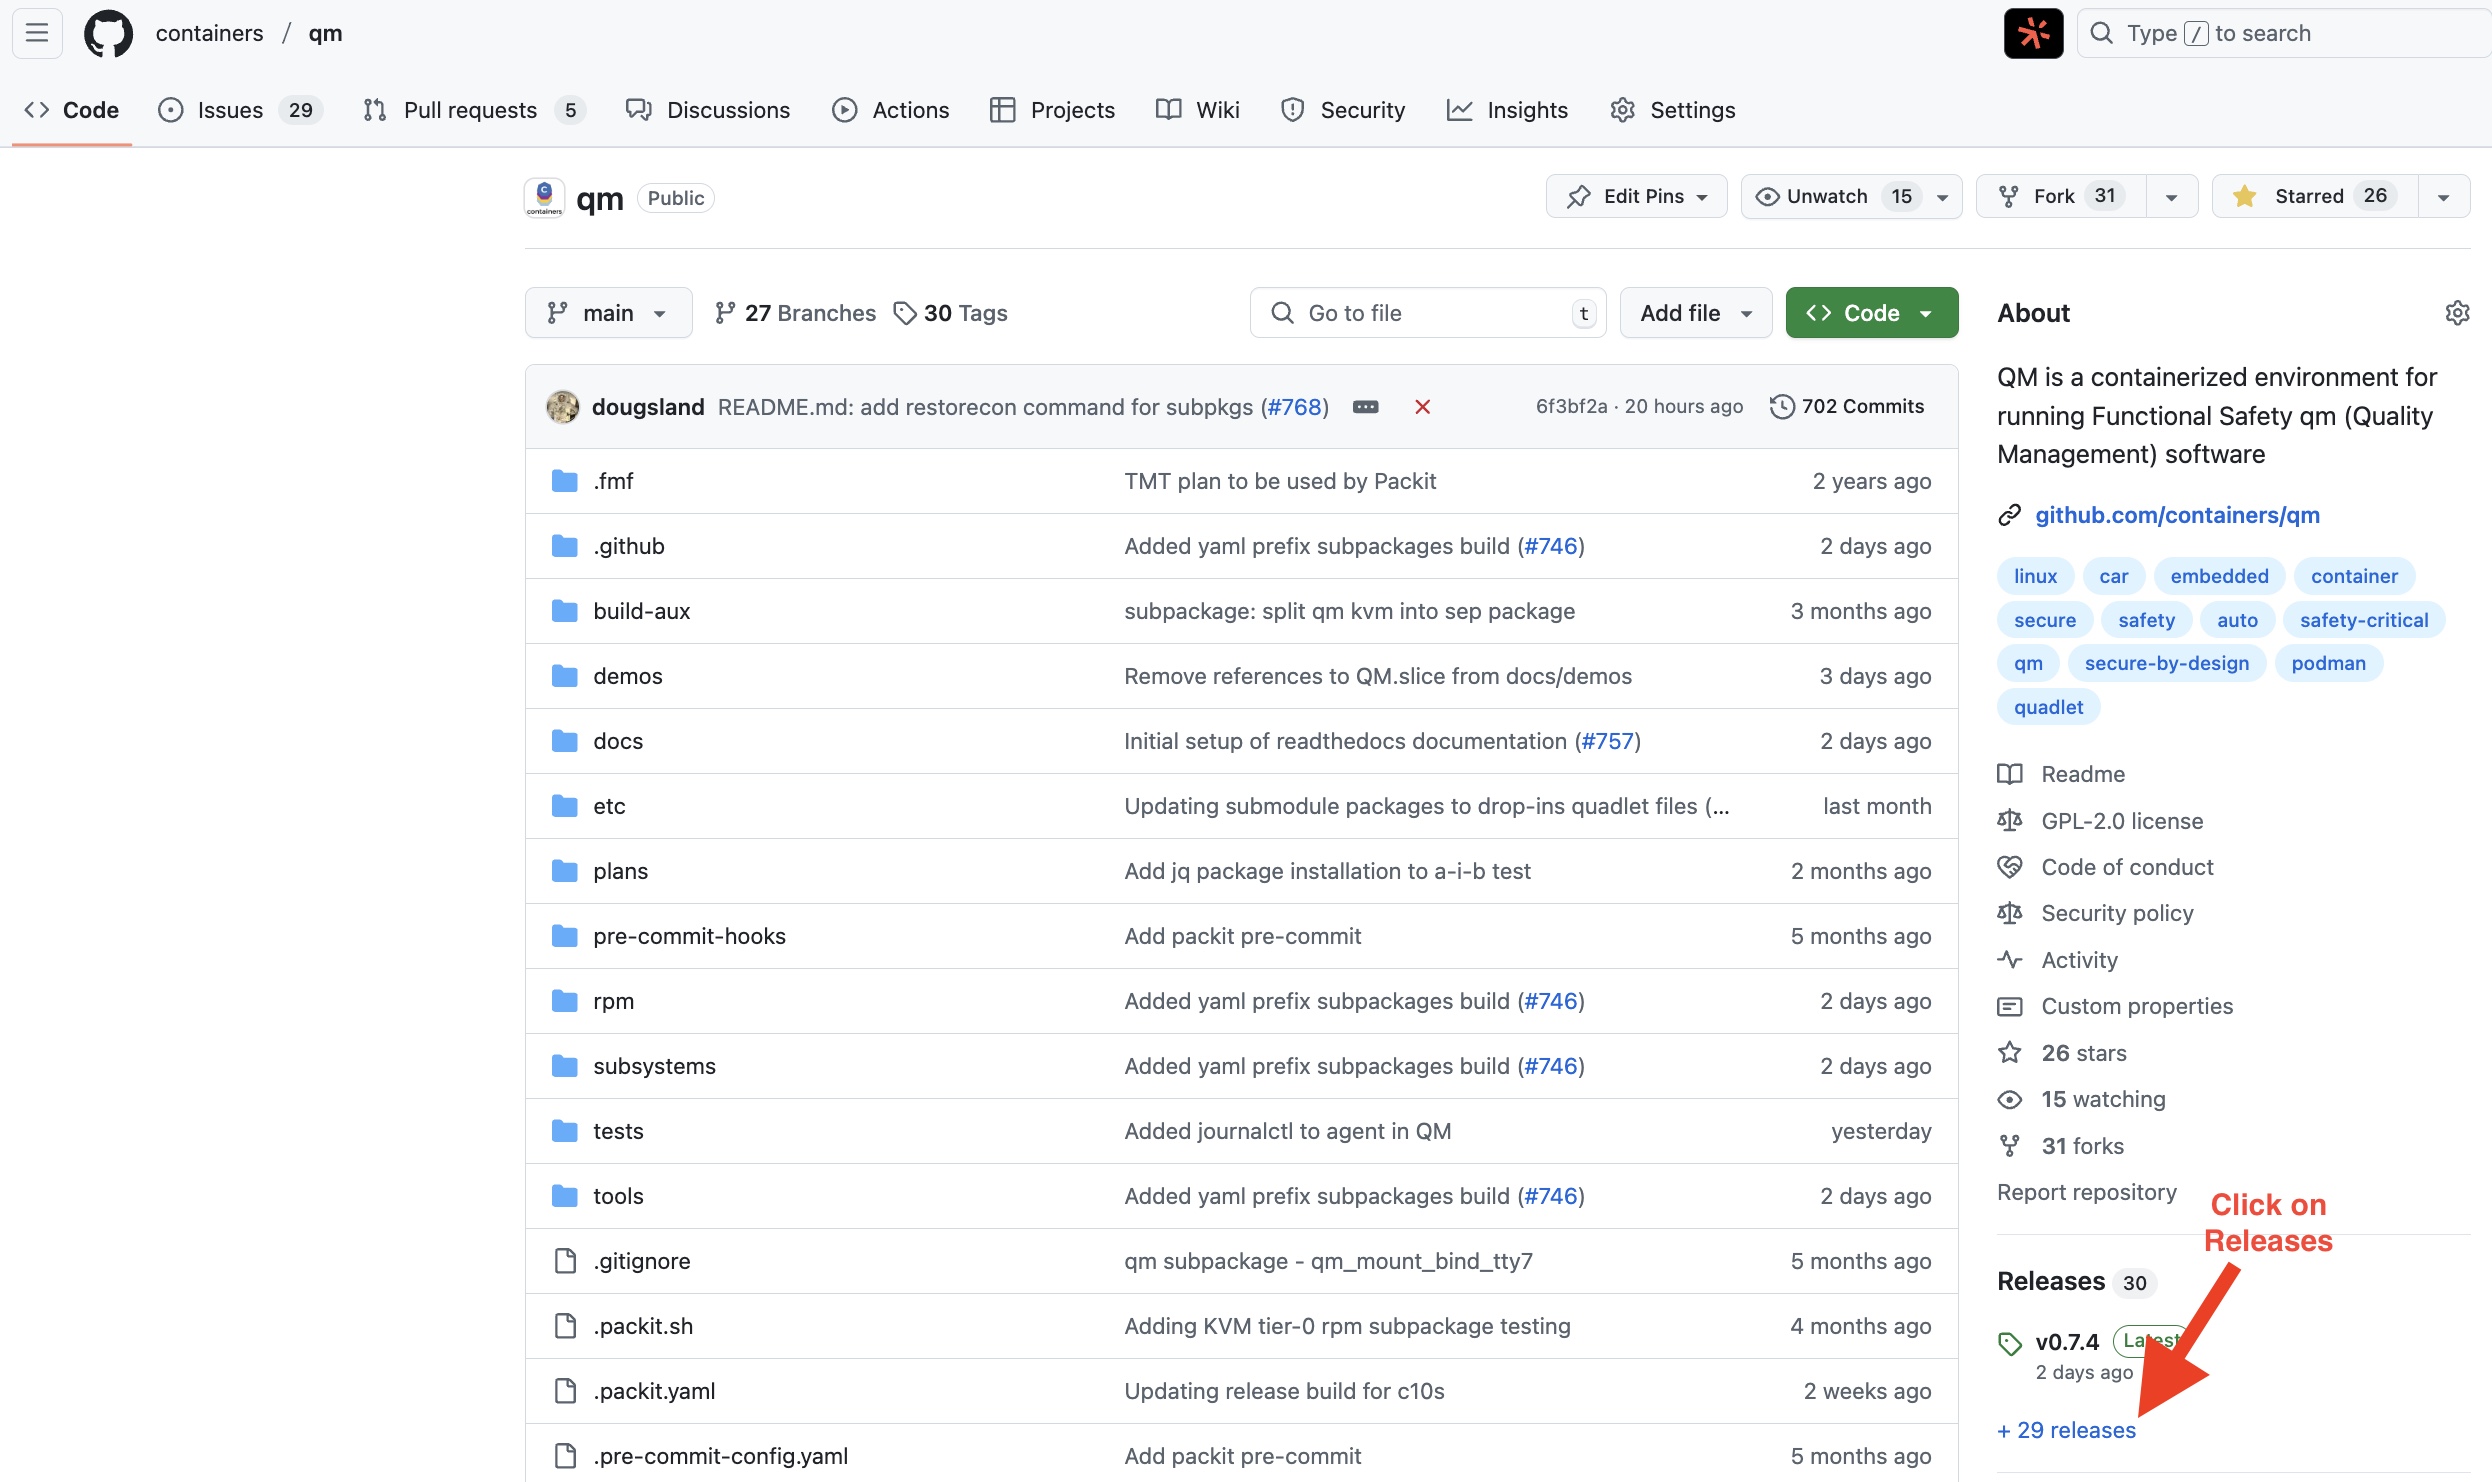 containers / qm
Type / to search
Code
Issues 29
Pull requests 5
Discussions
Actions
Projects
Wiki
Security
Insights
Settings
C
containers
qm Public
Edit Pins
Unwatch 15
Fork 31
Starred 26
main
27 Branches
30 Tags
Go to file t
Add file
Code
dougsland README.md: add restorecon command for subpkgs (#768) 6f3bf2a · 20 hours ago 702 Commits
.fmf TMT plan to be used by Packit 2 years ago
.github Added yaml prefix subpackages build (#746) 2 days ago
build-aux subpackage: split qm kvm into sep package 3 months ago
demos Remove references to QM.slice from docs/demos 3 days ago
docs Initial setup of readthedocs documentation (#757) 2 days ago
etc Updating submodule packages to drop-ins quadlet files (... last month
plans Add jq package installation to a-i-b test 2 months ago
pre-commit-hooks Add packit pre-commit 5 months ago
rpm Added yaml prefix subpackages build (#746) 2 days ago
subsystems Added yaml prefix subpackages build (#746) 2 days ago
tests Added journalctl to agent in QM yesterday
tools Added yaml prefix subpackages build (#746) 2 days ago
.gitignore qm subpackage - qm_mount_bind_tty7 5 months ago
.packit.sh Adding KVM tier-0 rpm subpackage testing 4 months ago
.packit.yaml Updating release build for c10s 2 weeks ago
.pre-commit-config.yaml Add packit pre-commit 5 months ago
About
QM is a containerized environment for
running Functional Safety qm (Quality
Management) software
github.com/containers/qm
linux car embedded container
secure safety auto safety-critical
qm secure-by-design podman
quadlet
Readme
GPL-2.0 license
Code of conduct
Security policy
Activity
Custom properties
26 stars
15 watching
31 forks
Report repository
Click on
Releases
Releases 30
v0.7.4 Latest
2 days ago
+ 29 releases